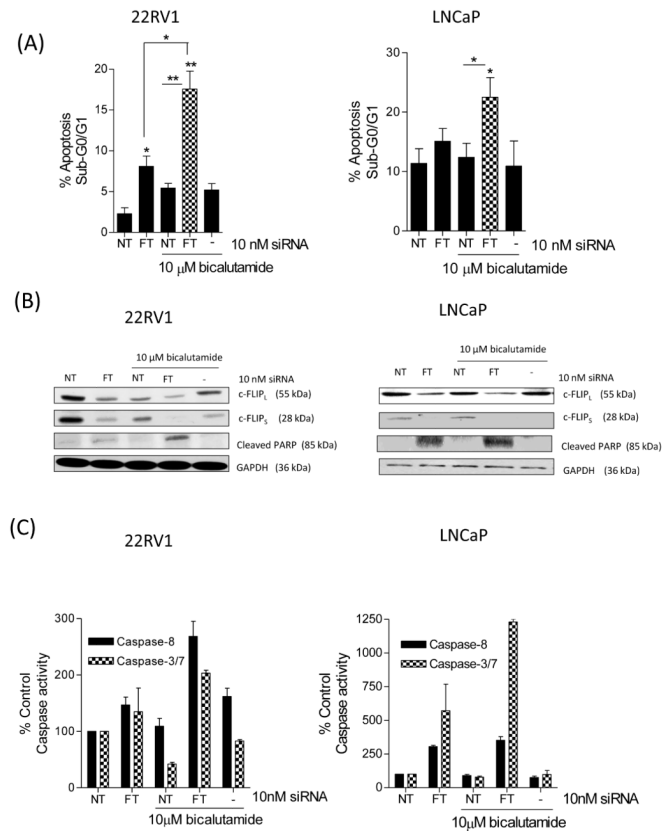 (A)
22RV1
% Apoptosis
Sub-G0/G1
20
15
10
5
0
*
*
**
**
NT FT NT FT - 10 nM siRNA
10 μM bicalutamide
LNCaP
% Apoptosis
Sub-G0/G1
30
20
10
0
*
*
NT FT NT FT - 10 nM siRNA
10 μM bicalutamide
(B)
22RV1
10 μM bicalutamide
NT FT NT FT - 10 nM siRNA
c-FLIPL (55 kDa)
c-FLIPS (28 kDa)
Cleaved PARP (85 kDa)
GAPDH (36 kDa)
LNCaP
10 μM bicalutamide
NT FT NT FT - 10 nM siRNA
c-FLIPL (55 kDa)
c-FLIPS (28 kDa)
Cleaved PARP (85 kDa)
GAPDH (36 kDa)
(C)
22RV1
% Control
Caspase activity
300
200
100
0
Caspase-8
Caspase-3/7
NT FT NT FT - 10nM siRNA
10μM bicalutamide
LNCaP
% Control
Caspase activity
1250
1000
750
500
250
0
Caspase-8
Caspase-3/7
NT FT NT FT - 10nM siRNA
10μM bicalutamide